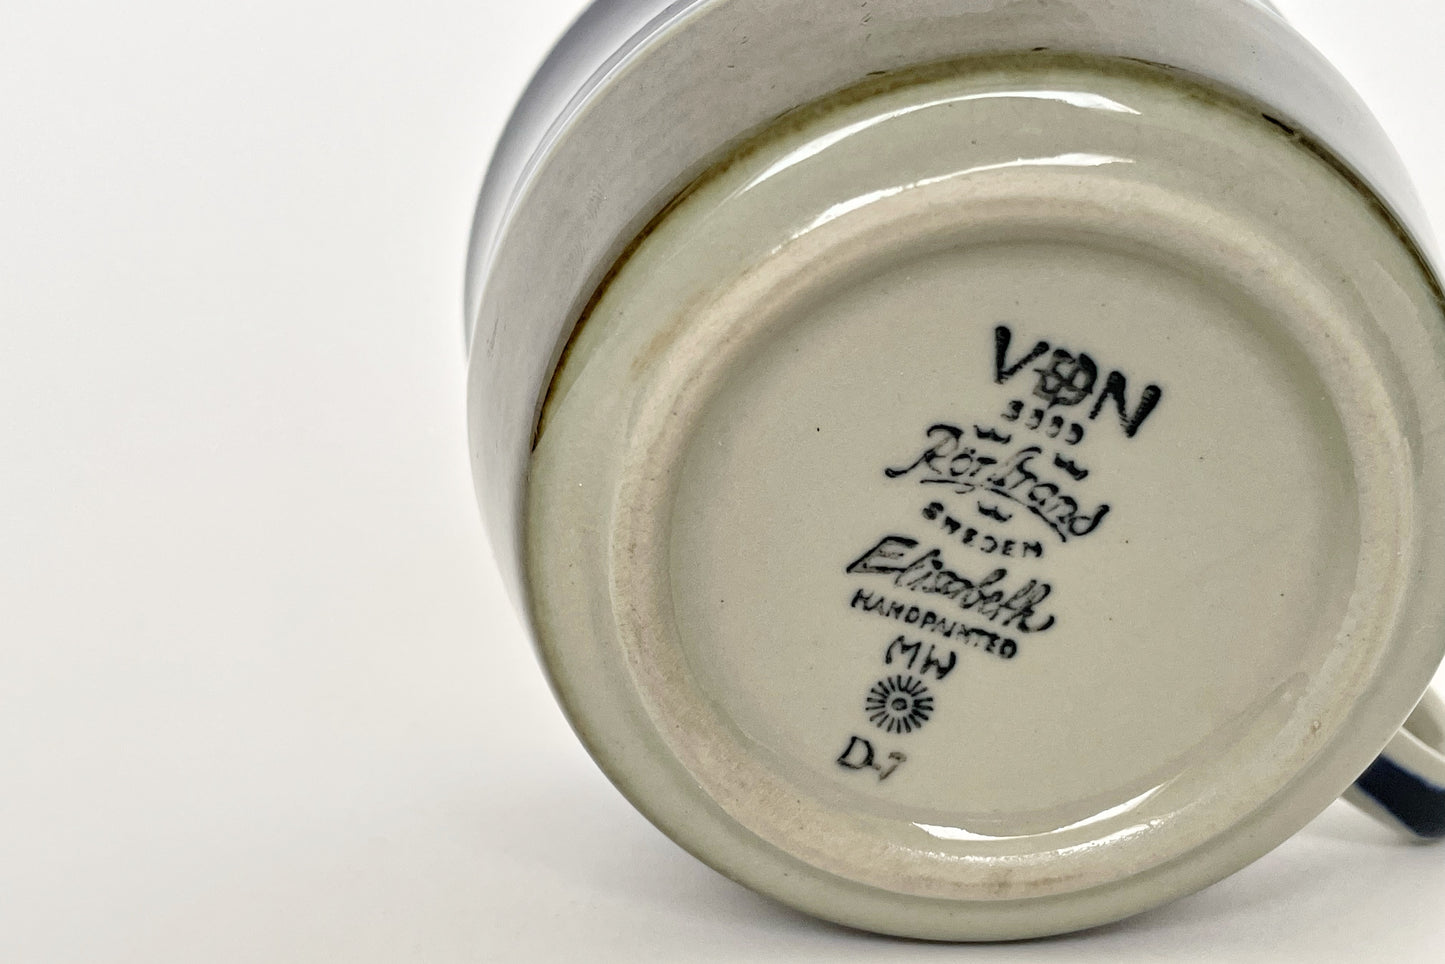 VDN
Rörstrand
SWEDEN
Elisabeth
HANDPAINTED
MW
D-7